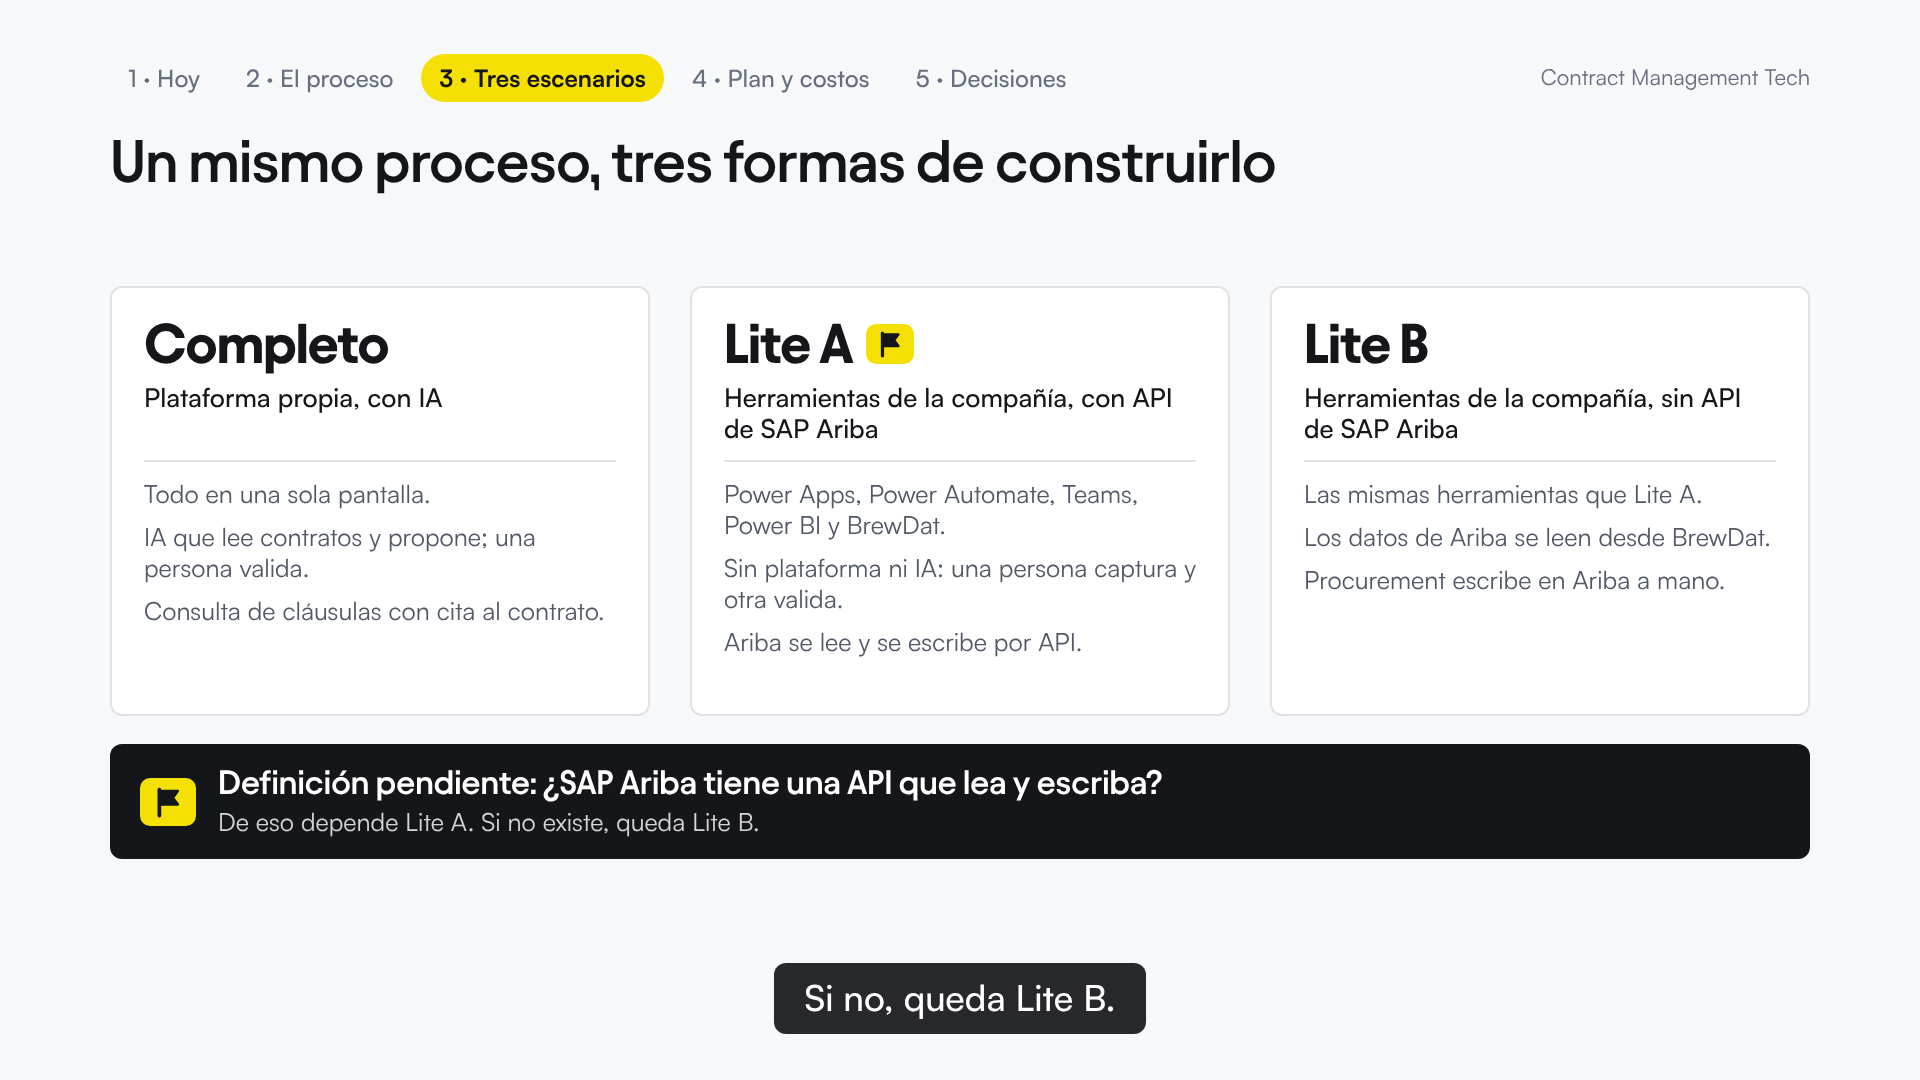 1 · Hoy
2 · El proceso
3 · Tres escenarios
4 · Plan y costos
5 · Decisiones
Contract Management Tech
Un mismo proceso, tres formas de construirlo
Completo
Plataforma propia, con IA
Todo en una sola pantalla.
IA que lee contratos y propone; una
persona valida.
Consulta de cláusulas con cita al contrato.
Lite A
Herramientas de la compañía, con API
de SAP Ariba
Power Apps, Power Automate, Teams,
Power BI y BrewDat.
Sin plataforma ni IA: una persona captura y
otra valida.
Ariba se lee y se escribe por API.
Lite B
Herramientas de la compañía, sin API
de SAP Ariba
Las mismas herramientas que Lite A.
Los datos de Ariba se leen desde BrewDat.
Procurement escribe en Ariba a mano.
Definición pendiente: ¿SAP Ariba tiene una API que lea y escriba?
De eso depende Lite A. Si no existe, queda Lite B.
Si no, queda Lite B.